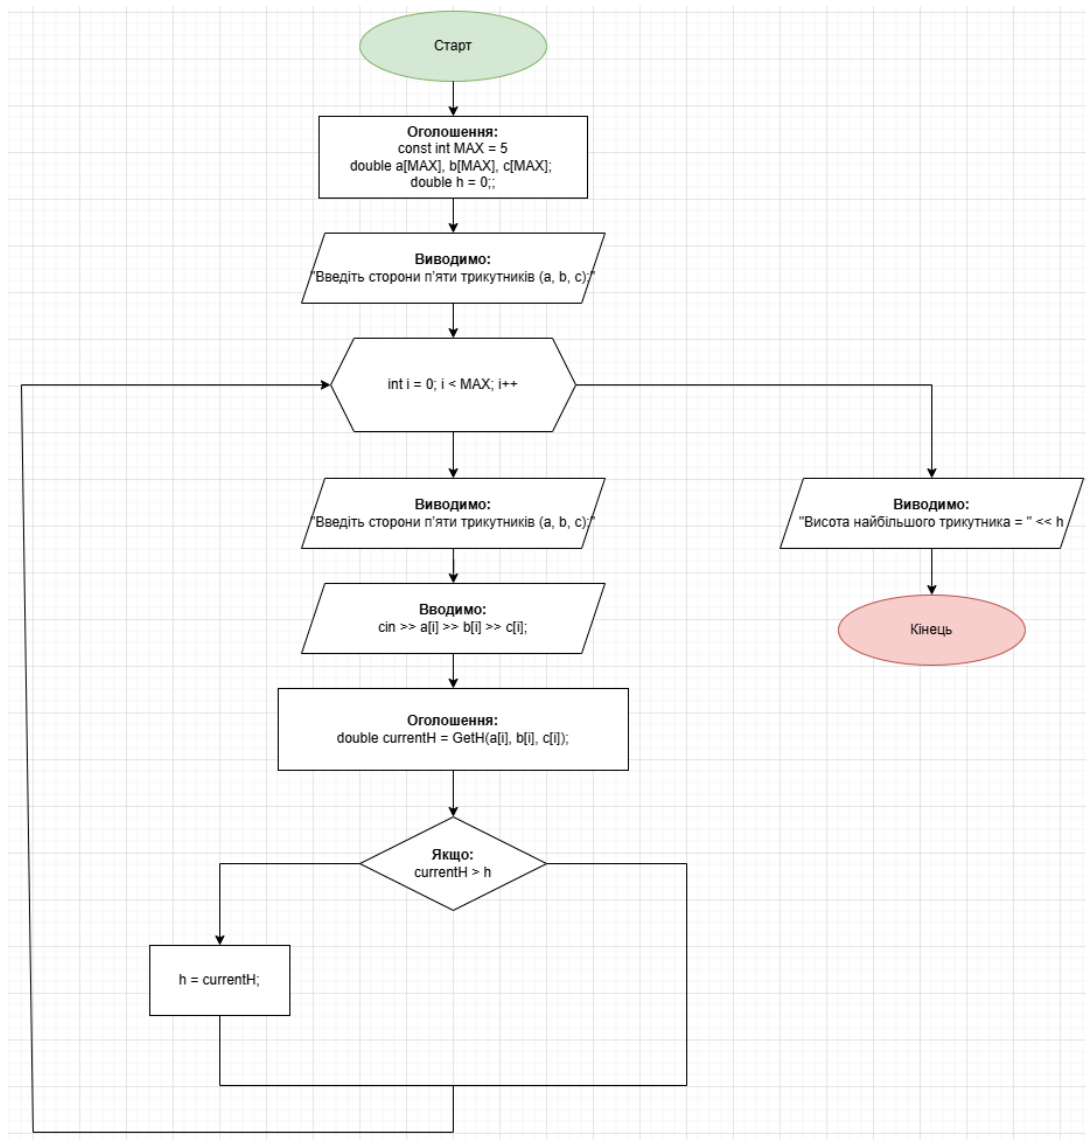 Старт
Оголошення:
const int MAX = 5
double a[MAX], b[MAX], c[MAX];
double h = 0;;
Виводимо:
"Введіть сторони п'яти трикутників (a, b, c):"
int i = 0; i < MAX; i++
Виводимо:
"Введіть сторони п'яти трикутників (a, b, c):"
Вводимо:
cin >> a[i] >> b[i] >> c[i];
Оголошення:
double currentH = GetH(a[i], b[i], c[i]);
Якщо:
currentH > h
h = currentH;
Виводимо:
"Висота найбільшого трикутника = " << h
Кінець